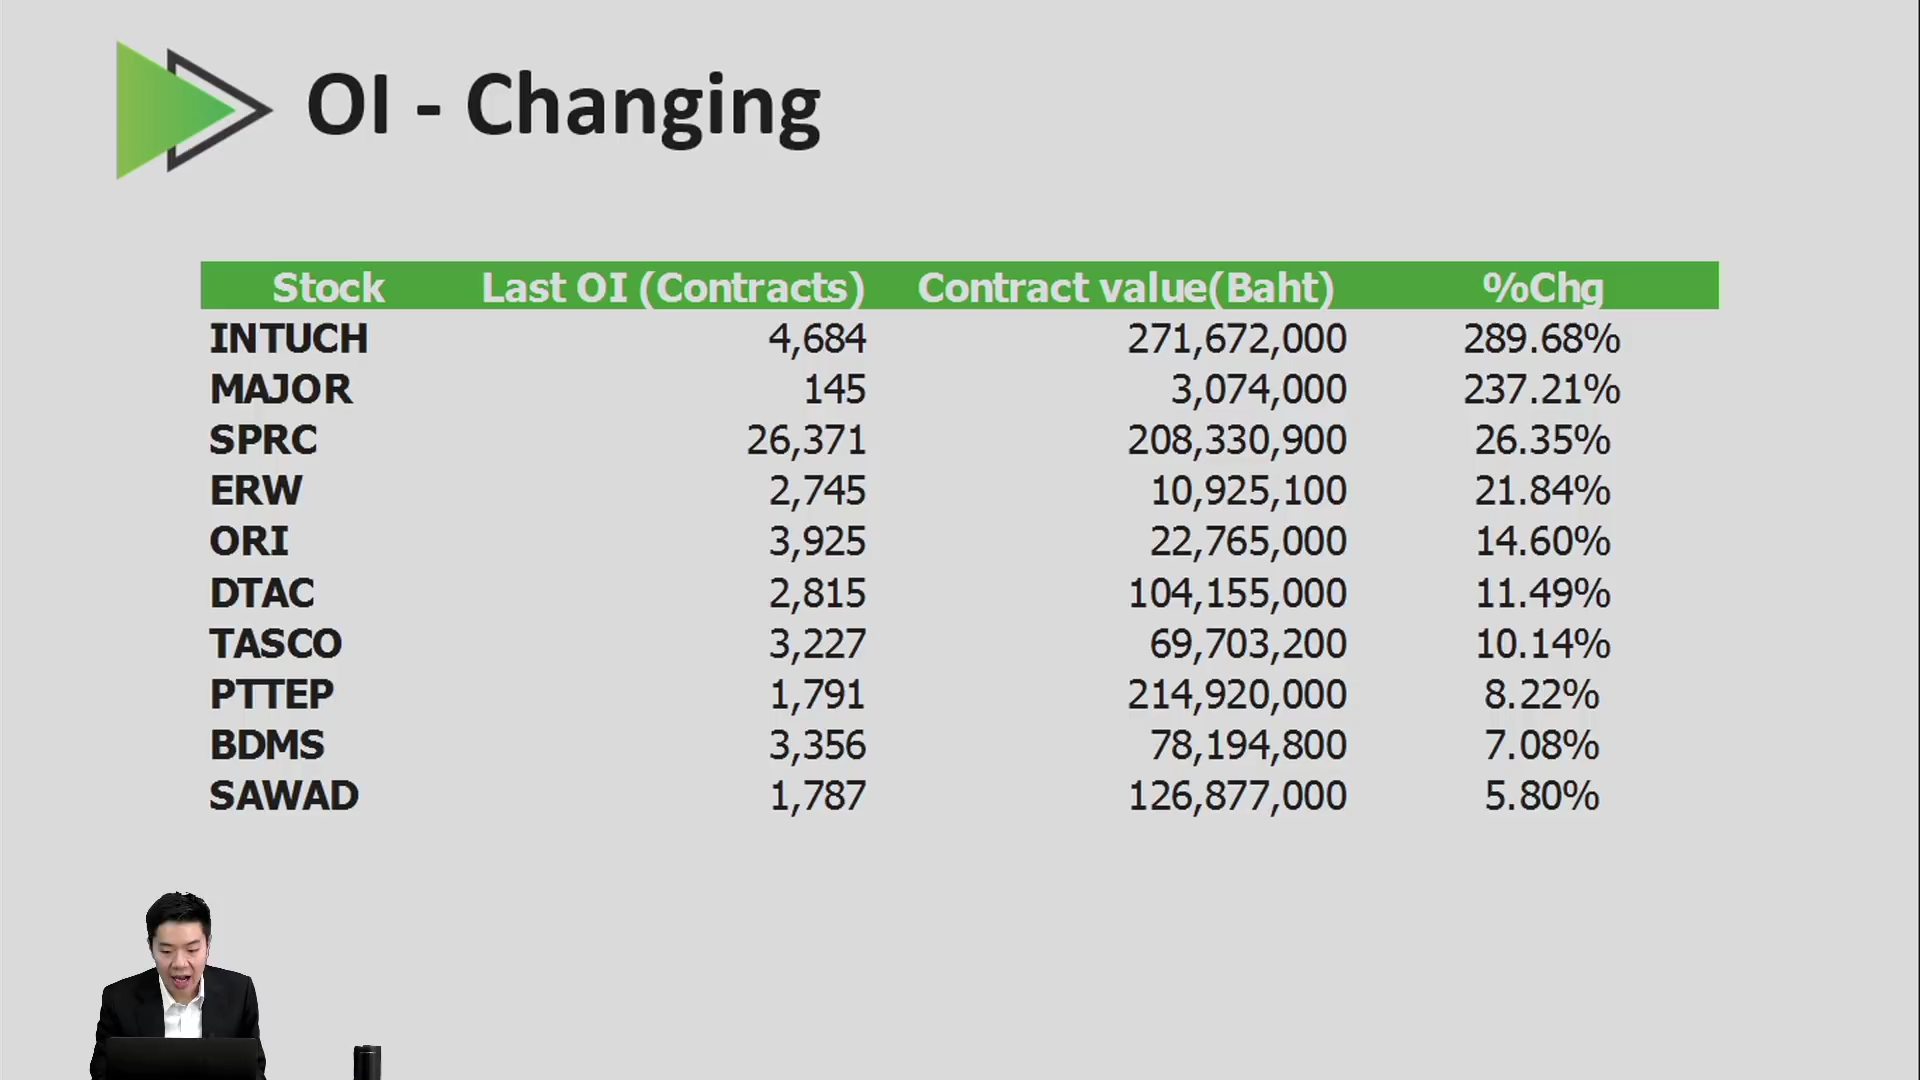 OI - Changing
Stock Last OI (Contracts) Contract value(Baht) %Chg
INTUCH 4,684 271,672,000 289.68%
MAJOR 145 3,074,000 237.21%
SPRC 26,371 208,330,900 26.35%
ERW 2,745 10,925,100 21.84%
ORI 3,925 22,765,000 14.60%
DTAC 2,815 104,155,000 11.49%
TASCO 3,227 69,703,200 10.14%
PTTEP 1,791 214,920,000 8.22%
BDMS 3,356 78,194,800 7.08%
SAWAD 1,787 126,877,000 5.80%